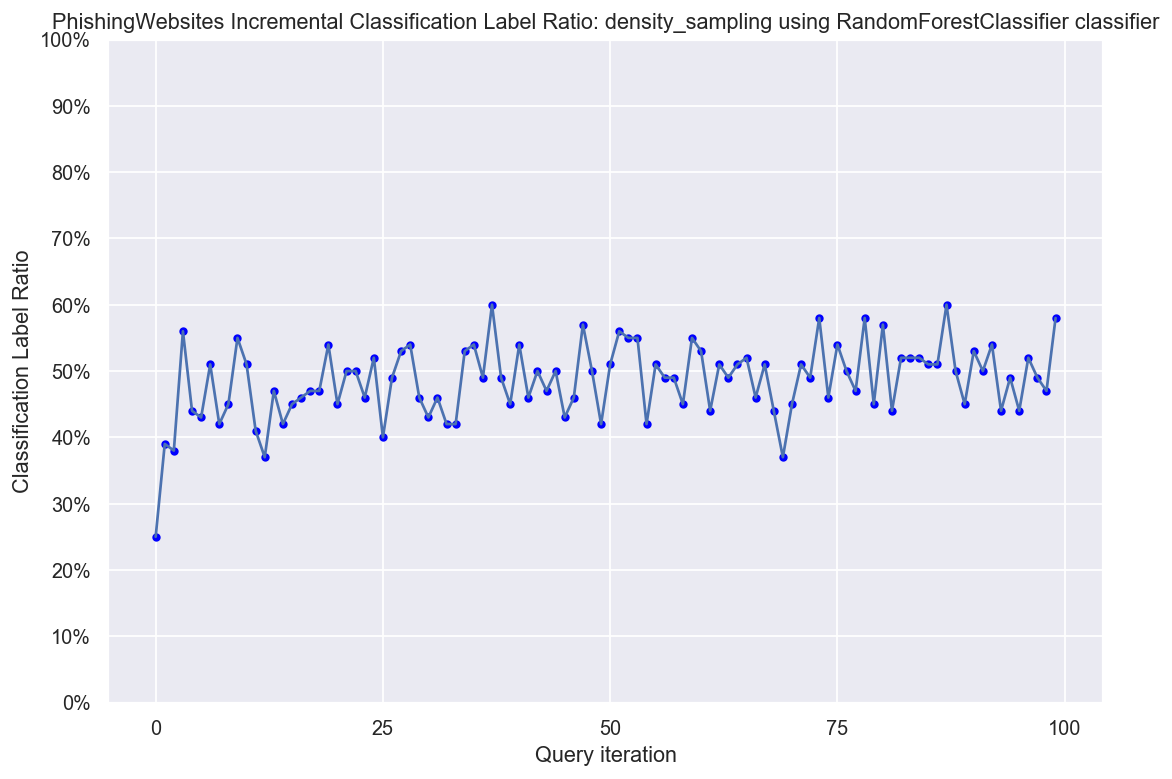 PhishingWebsites Incremental Classification Label Ratio: density_sampling using RandomForestClassifier classifier
100%
90%
80%
70%
60%
50%
40%
30%
20%
10%
0%
Classification Label Ratio
0 25 50 75 100
Query iteration